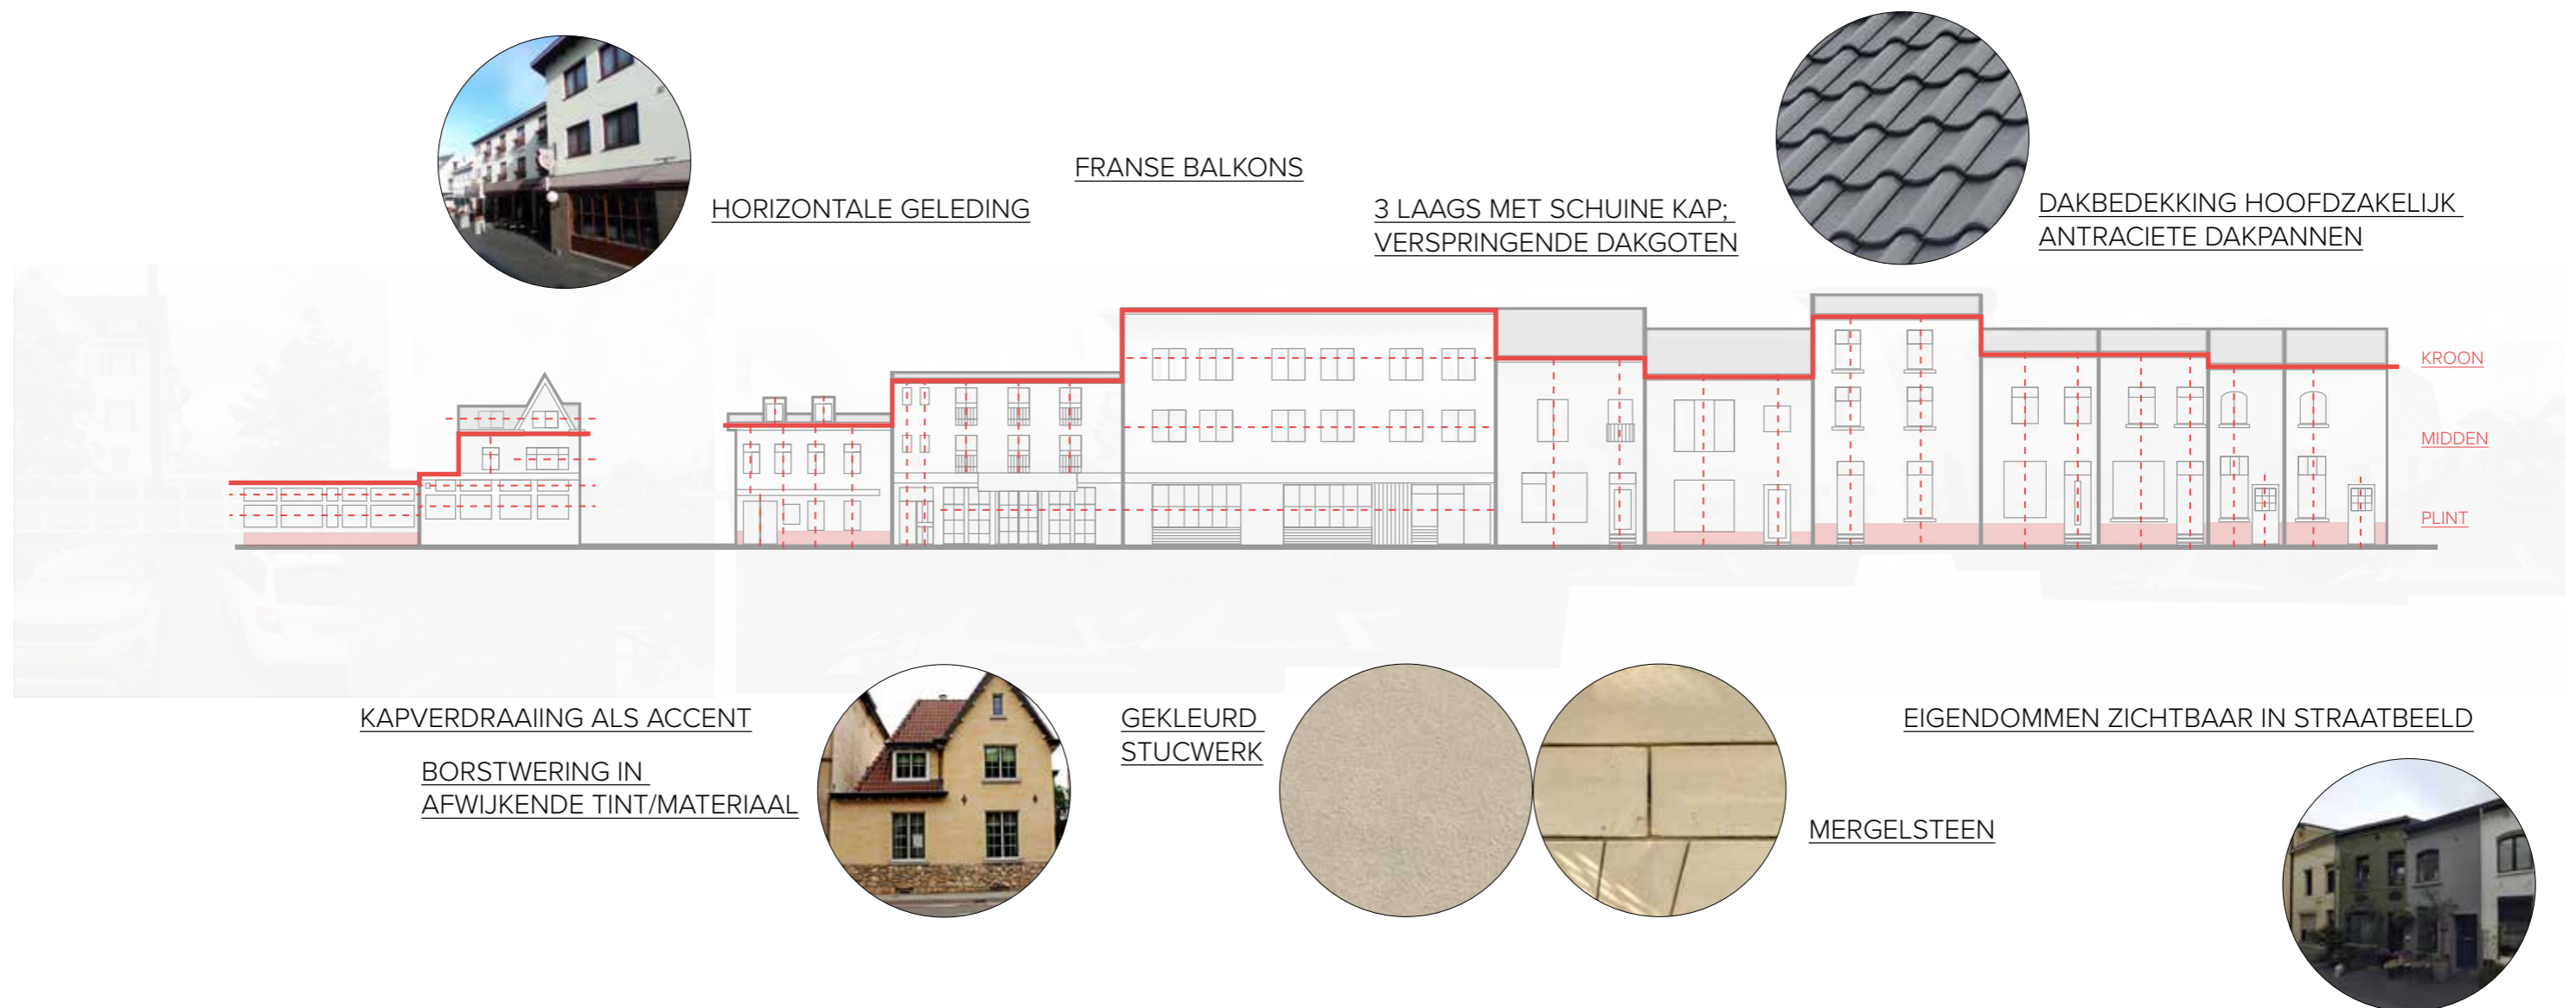 FRANSE BALKONS
HORIZONTALE GELEDING
3 LAAGS MET SCHUINE KAP;
VERSPRINGENDE DAKGOTEN
DAKBEDEKKING HOOFDZAKELIJK
ANTRACIETE DAKPANNEN
KROON
MIDDEN
PLINT
KAPVERDRAAIING ALS ACCENT
BORSTWERING IN
AFWIJKENDE TINT/MATERIAAL
GEKLEURD
STUCWERK
MERGELSTEEN
EIGENDOMMEN ZICHTBAAR IN STRAATBEELD